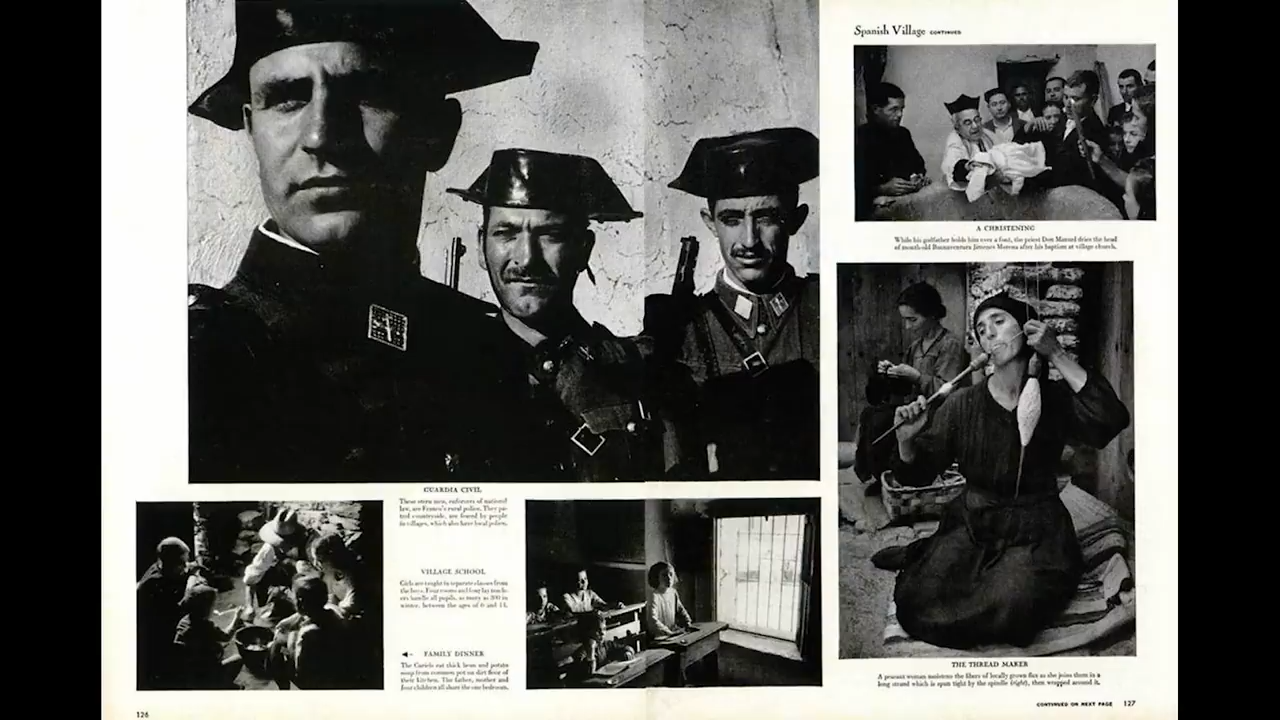 Spanish Village CONTINUED
A CHRISTENING
While his godfather holds him over a font, the priest Don Manuel dries the head
of month-old Buenaventura Jimenez Morena after his baptism at village church.
GUARDIA CIVIL
These stern men, enforcers of national
law, are Franco's rural police. They pa-
trol countryside, are feared by people
in villages, which also have local police.
VILLAGE SCHOOL
Girls are taught in separate classes from
the boys. Four rooms and four lay teach-
ers handle all pupils, as many as 300 in
winter, between the ages of 6 and 14.
FAMILY DINNER
The Curiels eat thick bean and potato
soup from common pot on dirt floor of
their kitchen. The father, mother and
four children all share the one bedroom.
THE THREAD MAKER
A peasant woman moistens the fibers of locally grown flax as she joins them in a
long strand which is spun tight by the spindle (right), then wrapped around it.
CONTINUED ON NEXT PAGE 127
126